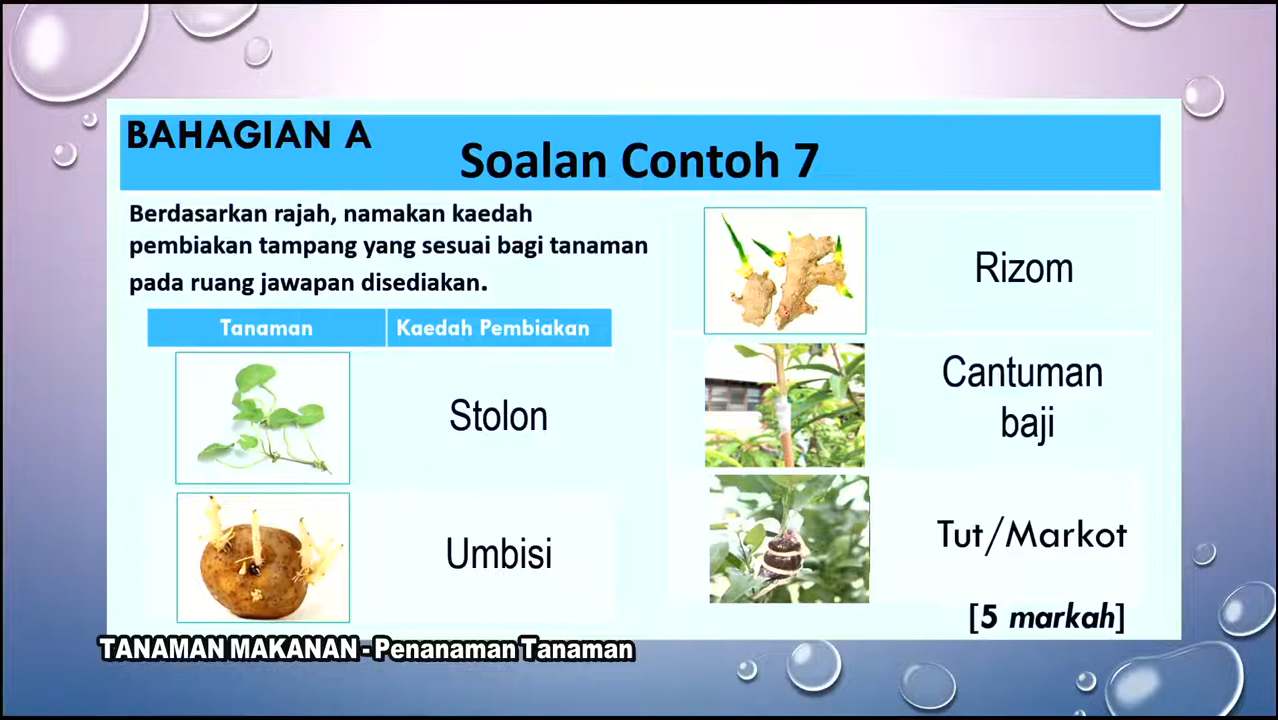 BAHAGIAN A
Soalan Contoh 7
Berdasarkan rajah, namakan kaedah
pembiakan tampang yang sesuai bagi tanaman
pada ruang jawapan disediakan.
Tanaman
Kaedah Pembiakan
Stolon
Umbisi
Rizom
Cantuman
baji
Tut/Markot
[5 markah]
TANAMAN MAKANAN - Penanaman Tanaman